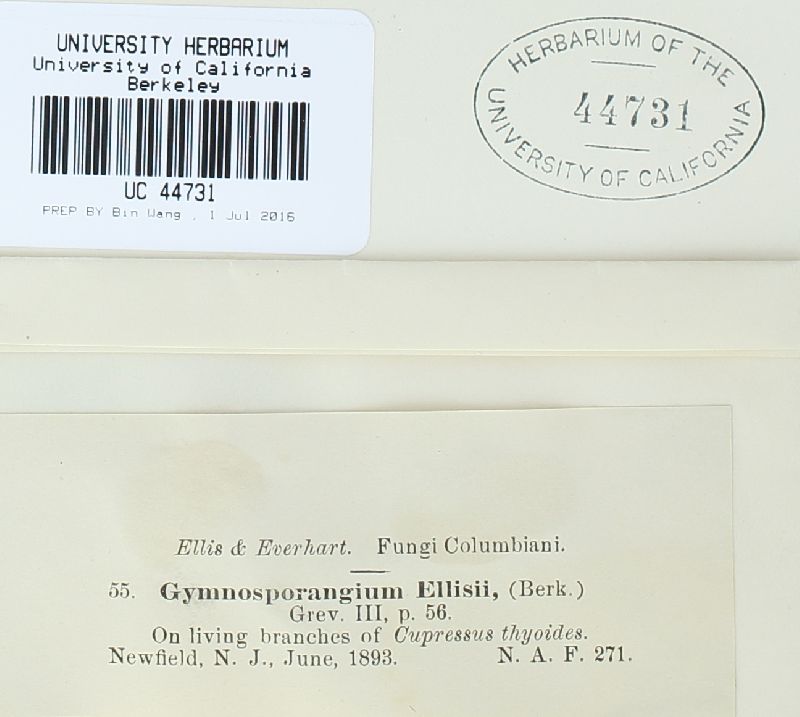 UNIVERSITY HERBARIUM
University of California
Berkeley
UC 44731
PREP BY Bin Wang , 1 Jul 2016
HERBARIUM OF THE
44731
UNIVERSITY OF CALIFORNIA
Ellis & Everhart. Fungi Columbiani.
55. Gymnosporangium Ellisii, (Berk.)
Grev. III, p. 56.
On living branches of Cupressus thyoides.
Newfield, N. J., June, 1893. N. A. F. 271.